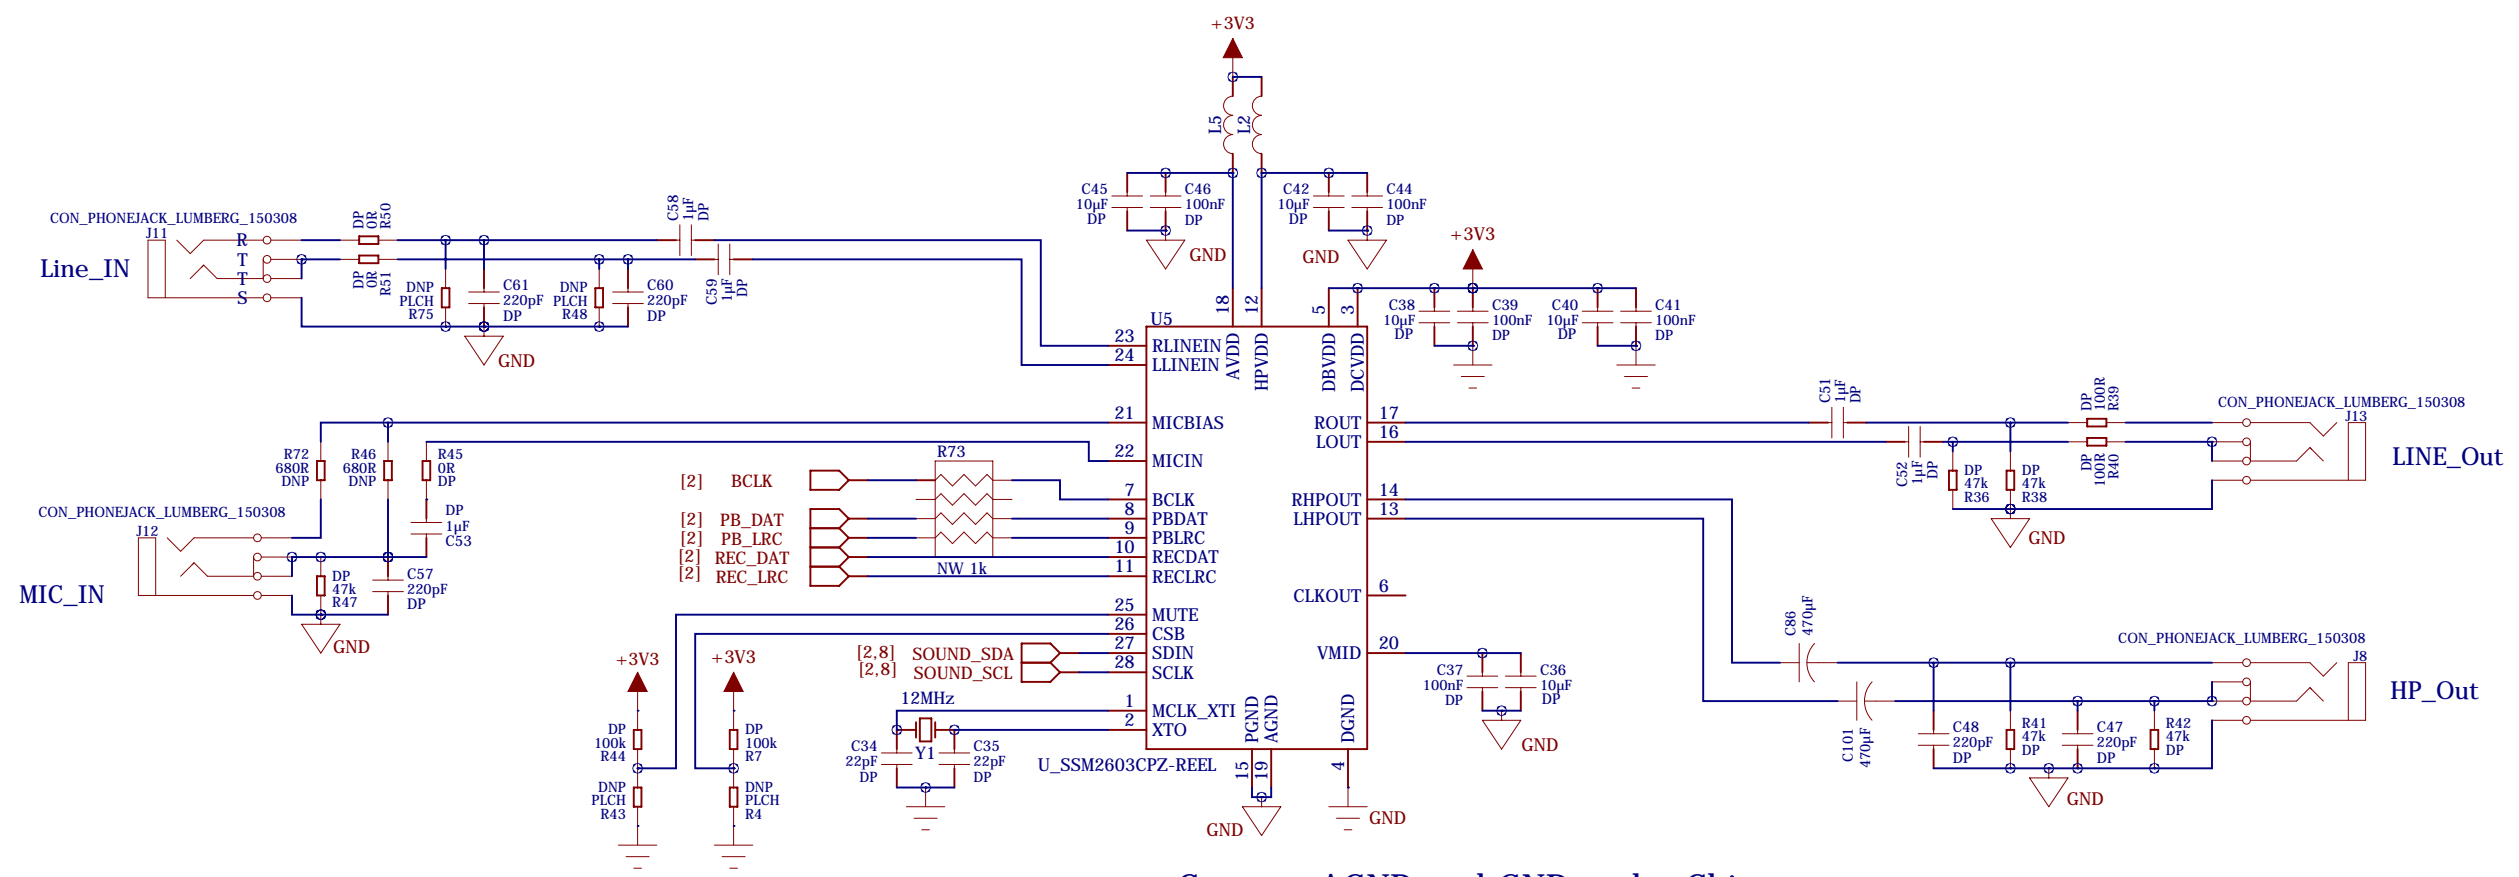 +3V3
L5
L2
C45
10µF
DP
C46
100nF
DP
GND
C42
10µF
DP
C44
100nF
DP
GND
+3V3
C38
10µF
DP
C39
100nF
DP
C40
10µF
DP
C41
100nF
DP
CON_PHONEJACK_LUMBERG_150308
J11
Line_IN
R
T
T
S
DP
0R
R50
DP
0R
R51
DNP
PLCH
R75
C61
220pF
DP
DNP
PLCH
R48
C60
220pF
DP
GND
C58
1µF
DP
C59
1µF
DP
U5
18
12
5
3
AVDD
HPVDD
DBVDD
DCVDD
23
RLINEIN
24
LLINEIN
21
MICBIAS
22
MICIN
7
BCLK
8
PBDAT
9
PBLRC
10
RECDAT
11
RECLRC
25
MUTE
26
CSB
27
SDIN
28
SCLK
1
MCLK_XTI
2
XTO
ROUT
17
LOUT
16
RHPOUT
14
LHPOUT
13
CLKOUT
6
VMID
20
PGND
AGND
DGND
15
19
4
GND
GND
U_SSM2603CPZ-REEL
R72
680R
DNP
R46
680R
DNP
R45
0R
DP
DP
1µF
C53
CON_PHONEJACK_LUMBERG_150308
J12
MIC_IN
DP
47k
R47
C57
220pF
DP
GND
R73
NW 1k
[2] BCLK
[2] PB_DAT
[2] PB_LRC
[2] REC_DAT
[2] REC_LRC
[2,8] SOUND_SDA
[2,8] SOUND_SCL
+3V3
+3V3
DP
100k
R44
DP
100k
R7
DNP
PLCH
R43
DNP
PLCH
R4
12MHz
Y1
C34
22pF
DP
C35
22pF
DP
C51
1µF
DP
C52
1µF
DP
DP
100R
R39
DP
100R
R40
DP
47k
R36
DP
47k
R38
GND
CON_PHONEJACK_LUMBERG_150308
J13
LINE_Out
C37
100nF
DP
C36
10µF
DP
GND
C86
470µF
C101
470µF
CON_PHONEJACK_LUMBERG_150308
J8
HP_Out
C48
220pF
DP
R41
47k
DP
C47
220pF
DP
R42
47k
DP
GND